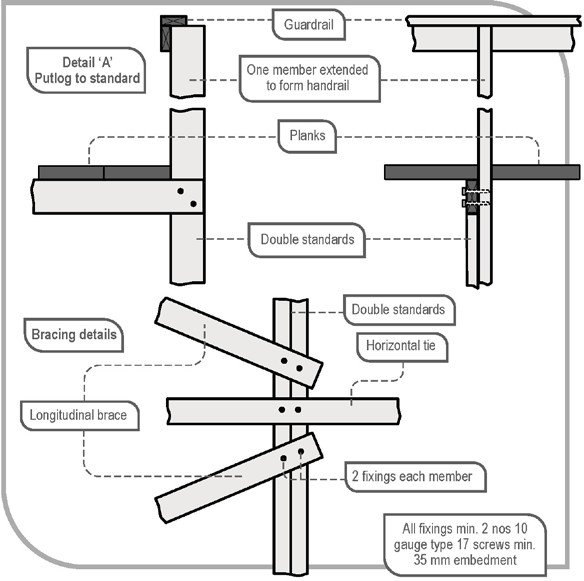 Guardrail
Detail ‘A’
Putlog to standard
One member extended
to form handrail
Planks
Double standards
Double standards
Bracing details
Horizontal tie
Longitudinal brace
2 fixings each member
All fixings min. 2 nos 10
gauge type 17 screws min.
35 mm embedment